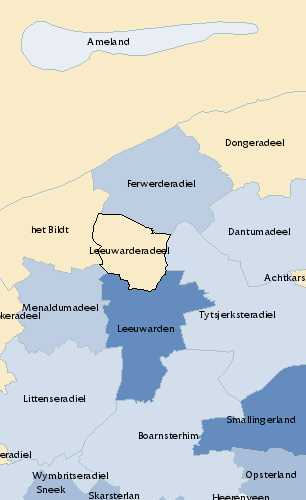 Ameland
Dongeradeel
Ferwerderadiel
het Bildt
Dantumadeel
Leeuwarderadeel
Achtkars
Menaldumadeel
keradeel
Tytsjerksteradiel
Leeuwarden
Littenseradiel
Smallingerland
Boarnsterhim
eradiel
Wymbritseradiel
Opsterland
Sneek
Skarsterlan
Heerenveen